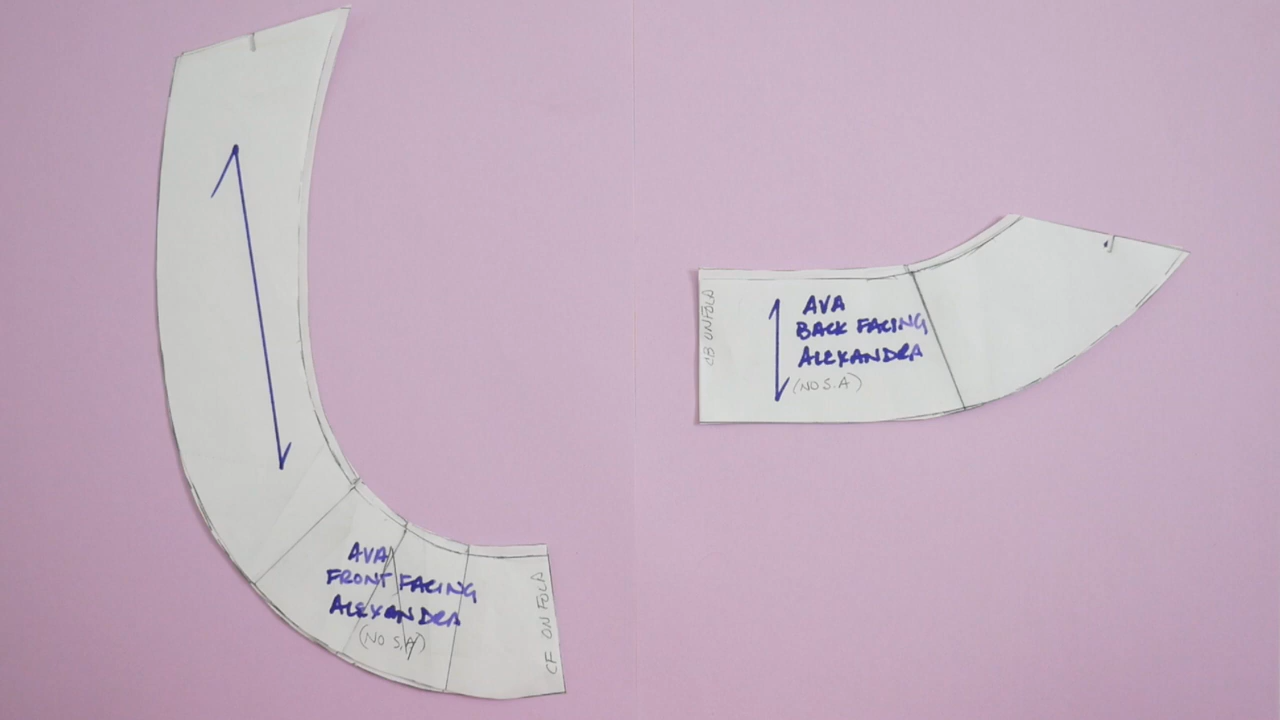 AVA
FRONT FACING
ALEXANDRA
(NO S.A)
CF ON FOLD
CB ON FOLD
AVA
BACK FACING
ALEXANDRA
(NO S.A)